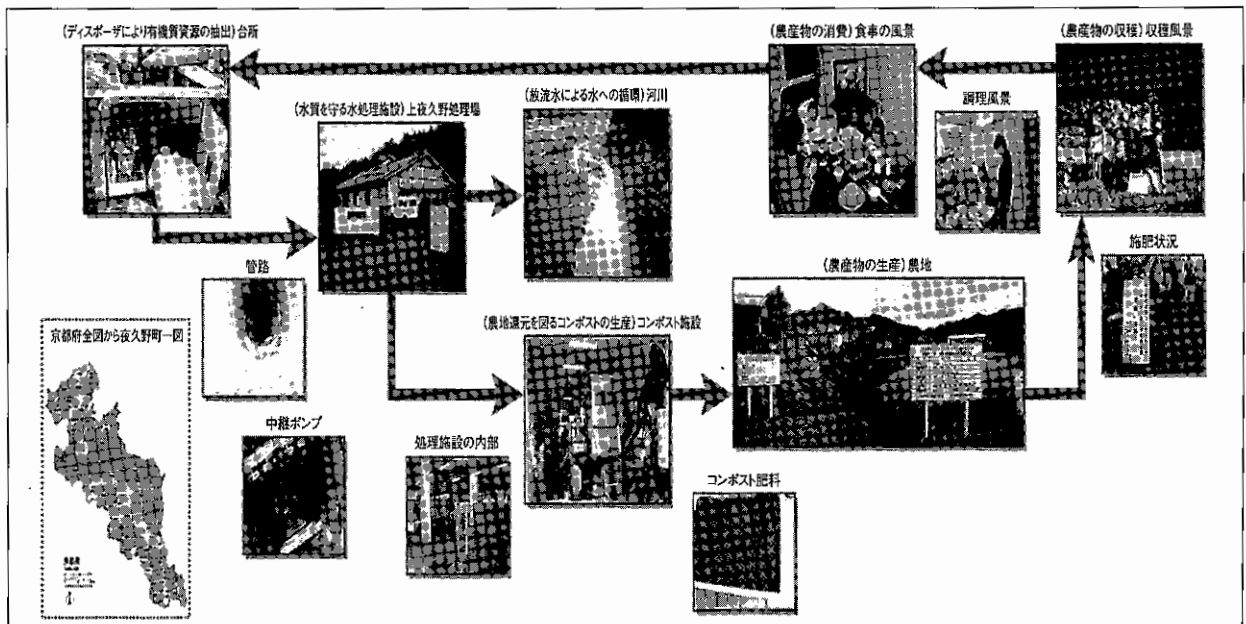 (ディスポーザにより有機質資源の抽出) 台所
(農産物の消費) 食事の風景
(農産物の収穫) 収穫風景
(水質を守る水処理施設) 上夜久野処理場
(放流水による水への循環) 河川
調理風景
管路
(農産物の生産) 農地
施肥状況
京都府全図から夜久野町一図
(農地還元を図るコンポストの生産) コンポスト施設
中継ポンプ
処理施設の内部
コンポスト肥料